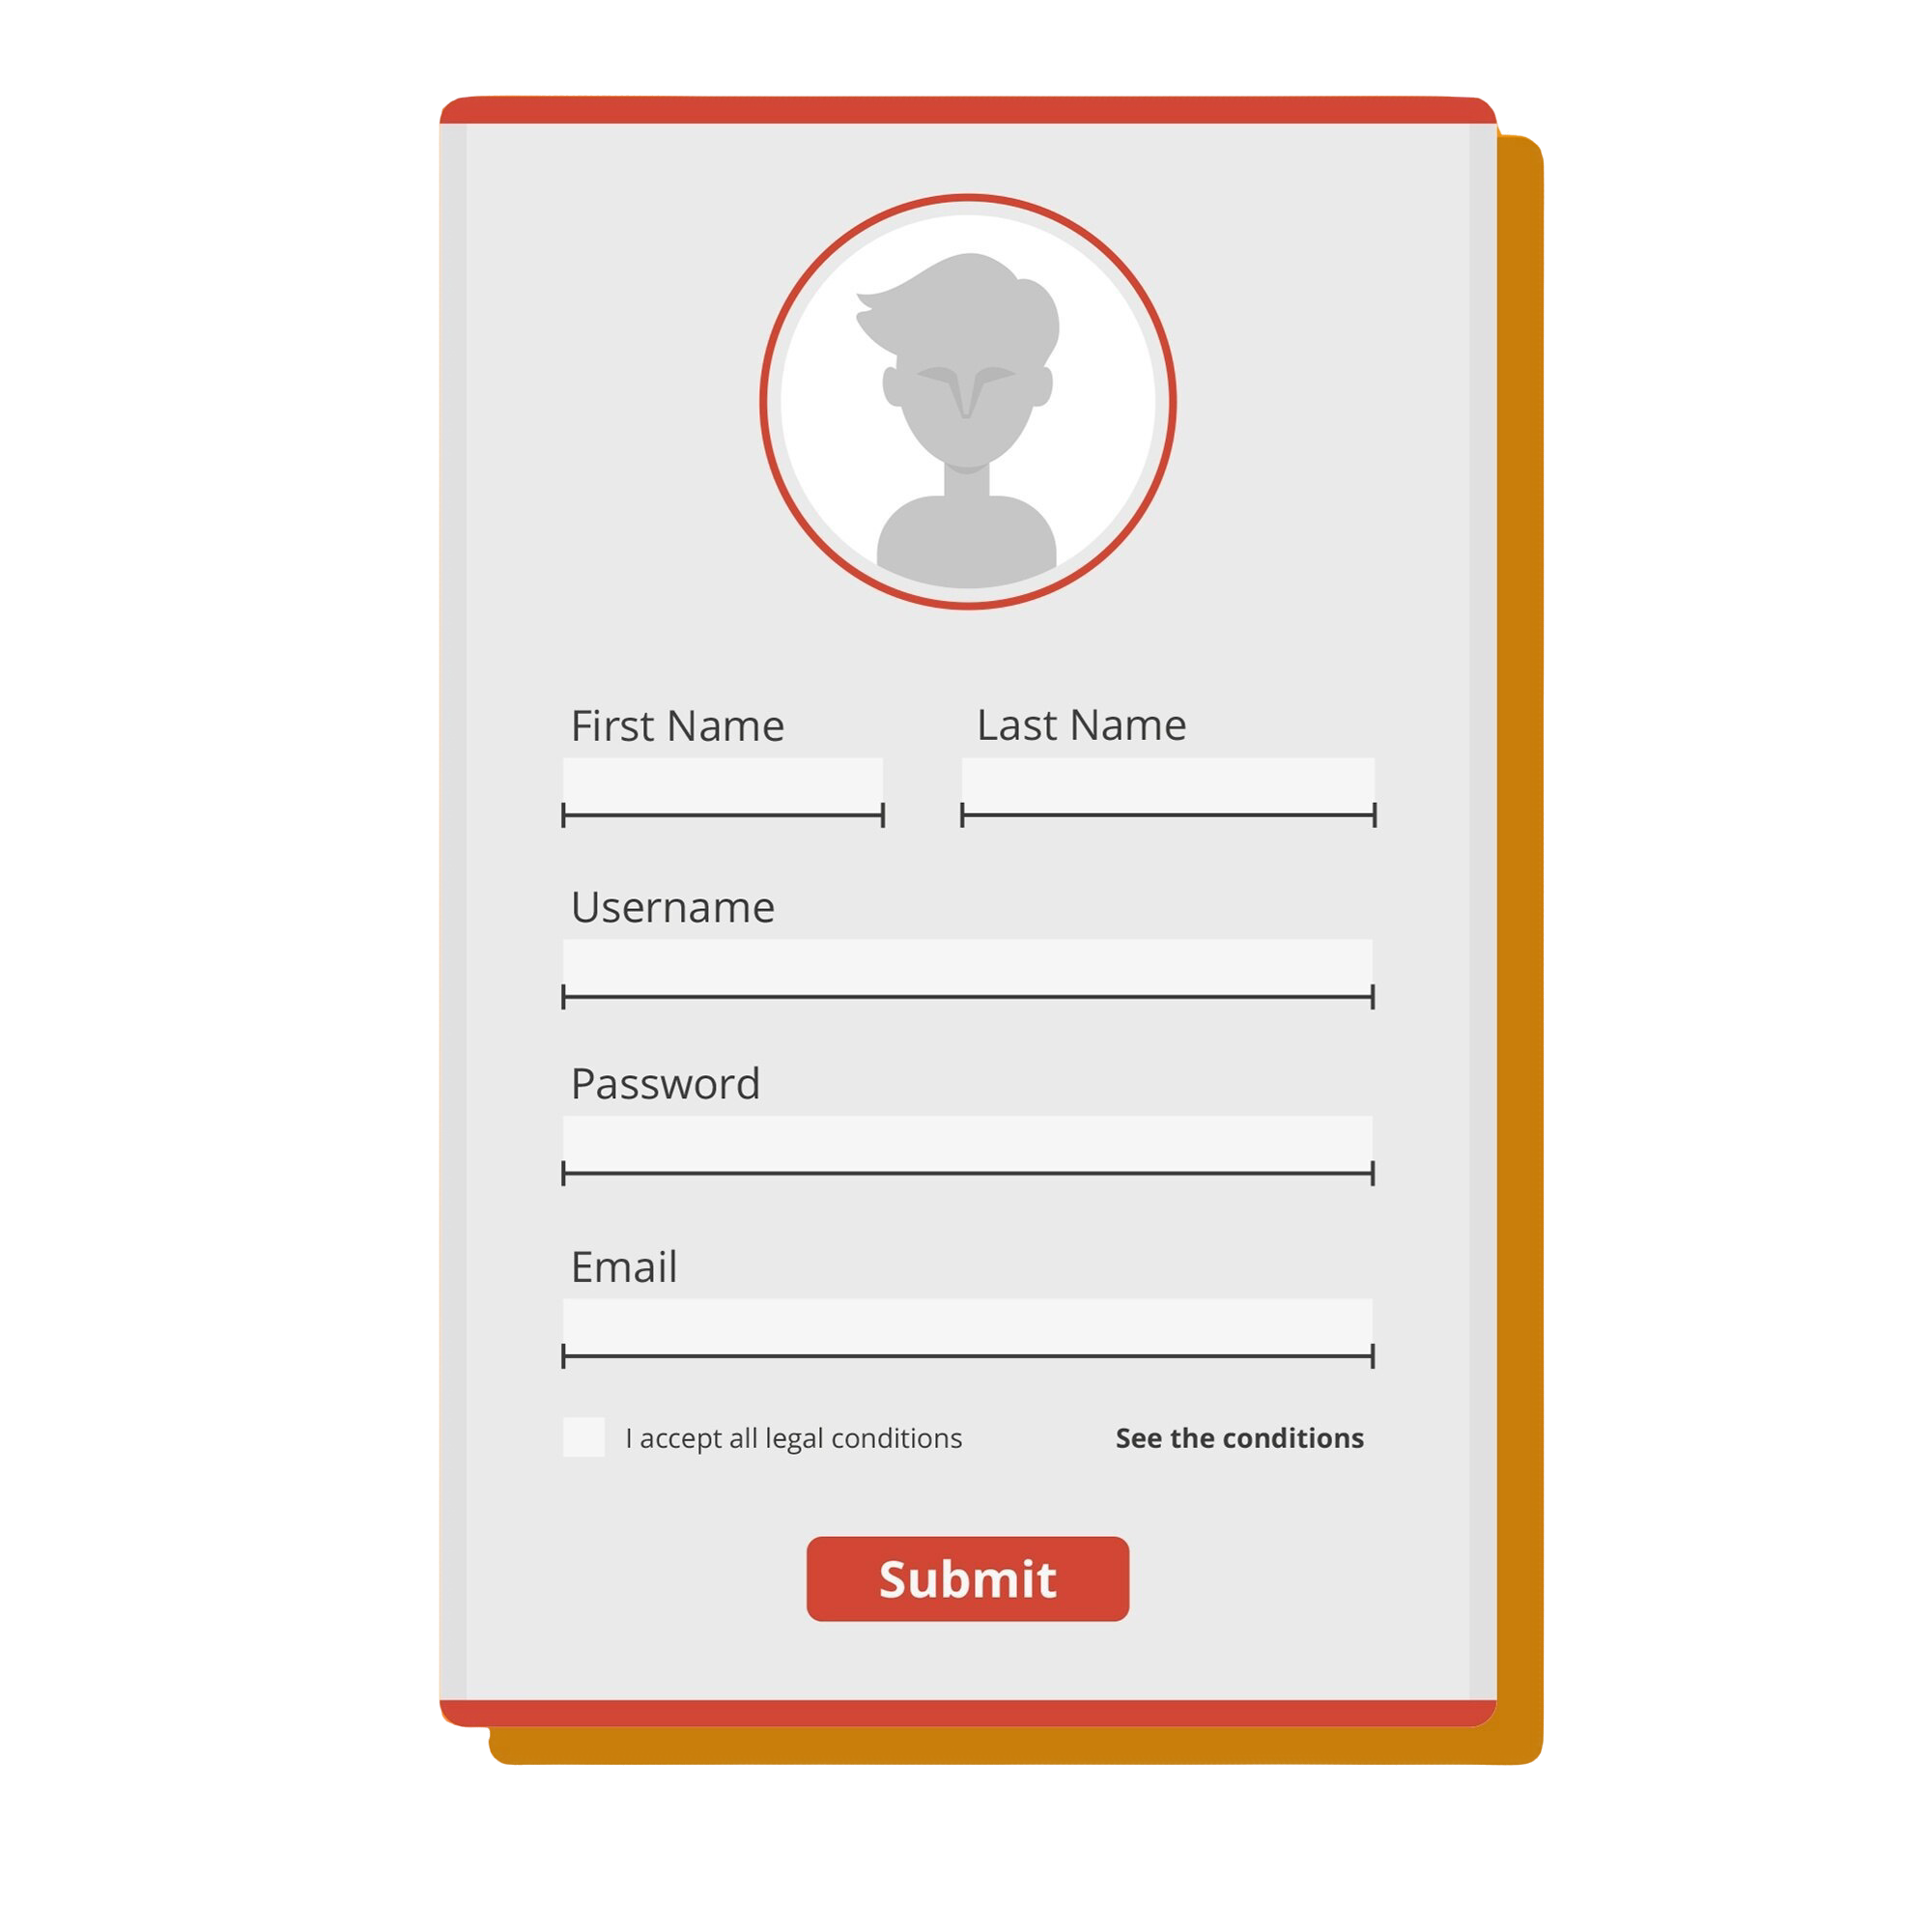 First Name Last Name
Username
Password
Email
I accept all legal conditions See the conditions
Submit